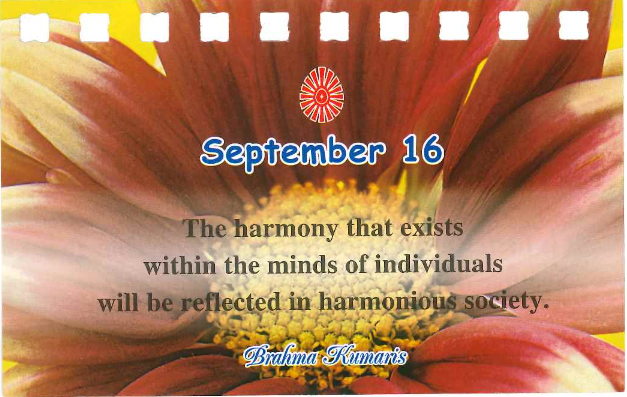 September 16
The harmony that exists
within the minds of individuals
will be reflected in harmonious society.
Brahma Kumaris